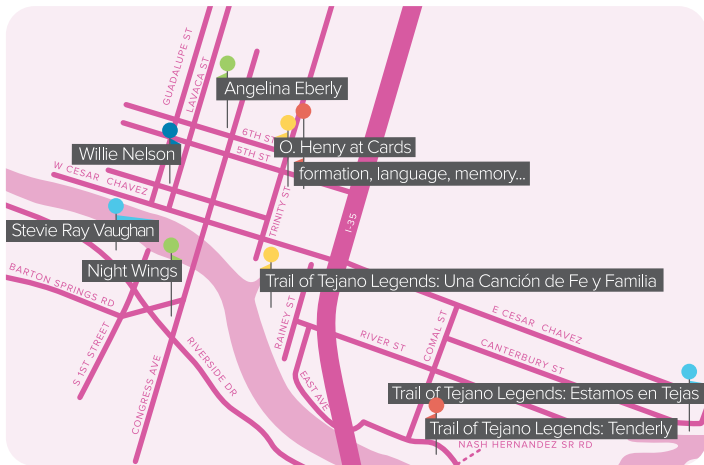 GUADALUPE ST
LAVACA ST
Angelina Eberly
6TH ST
O. Henry at Cards
Willie Nelson
5TH ST
formation, language, memory...
W CESAR CHAVEZ
TRINITY ST
I-35
Stevie Ray Vaughan
Night Wings
Trail of Tejano Legends: Una Canción de Fe y Familia
BARTON SPRINGS RD
RAINEY ST
E CESAR CHAVEZ
COMAL ST
RIVER ST
CANTERBURY ST
S 1ST STREET
RIVERSIDE DR
CONGRESS AVE
EAST AVE
Trail of Tejano Legends: Estamos en Tejas
Trail of Tejano Legends: Tenderly
NASH HERNANDEZ SR RD